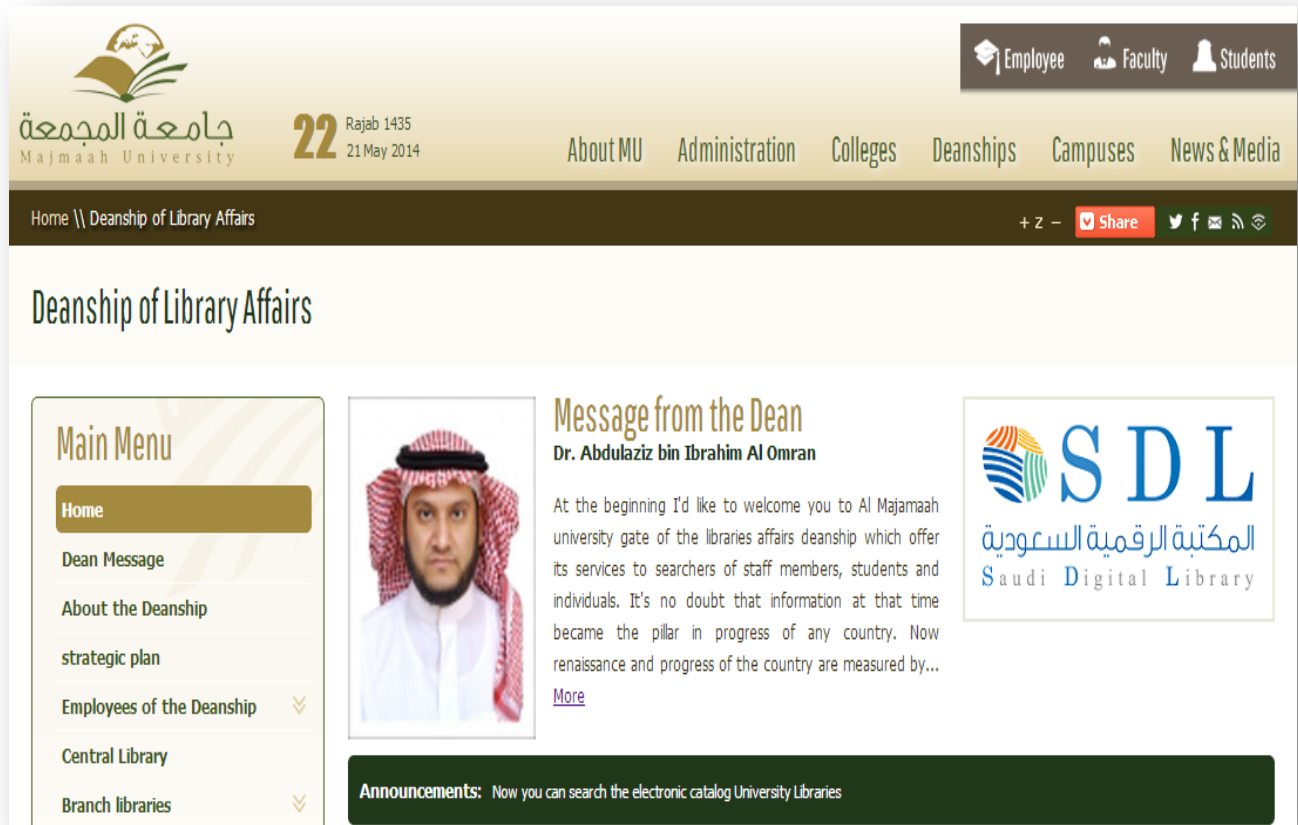 Employee
Faculty
Students
جامعة المجمعة
Majmaah University
22
Rajab 1435
21 May 2014
About MU
Administration
Colleges
Deanships
Campuses
News & Media
Home \\ Deanship of Library Affairs
+ Z –
Share
Deanship of Library Affairs
Main Menu
Home
Dean Message
About the Deanship
strategic plan
Employees of the Deanship
Central Library
Branch libraries
Message from the Dean
Dr. Abdulaziz bin Ibrahim Al Omran
At the beginning I'd like to welcome you to Al Majamaah
university gate of the libraries affairs deanship which offer
its services to searchers of staff members, students and
individuals. It's no doubt that information at that time
became the pillar in progress of any country. Now
renaissance and progress of the country are measured by...
More
SDL
المكتبة الرقمية السعودية
Saudi Digital Library
Announcements: Now you can search the electronic catalog University Libraries